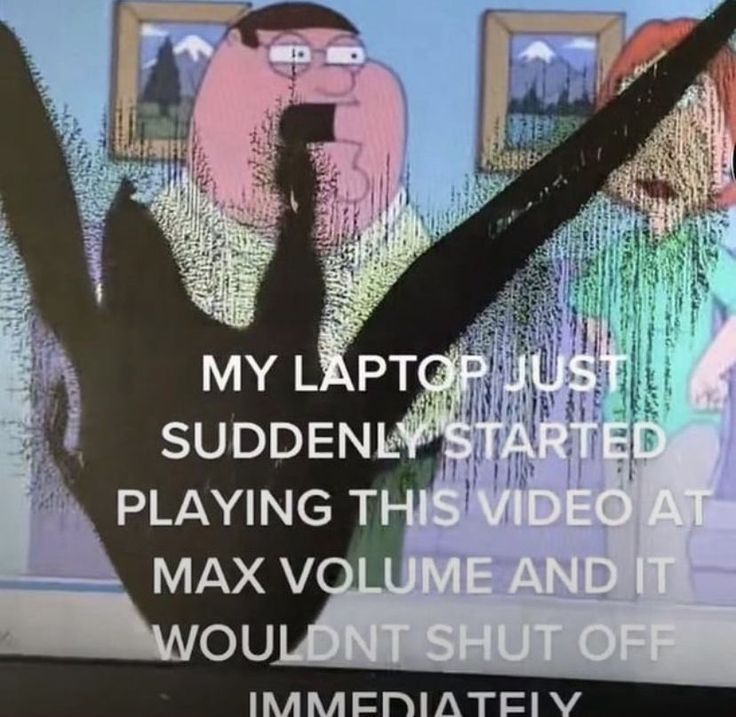 MY LAPTOP JUST
SUDDENLY STARTED
PLAYING THIS VIDEO AT
MAX VOLUME AND IT
WOULDNT SHUT OFF
IMMEDIATELY